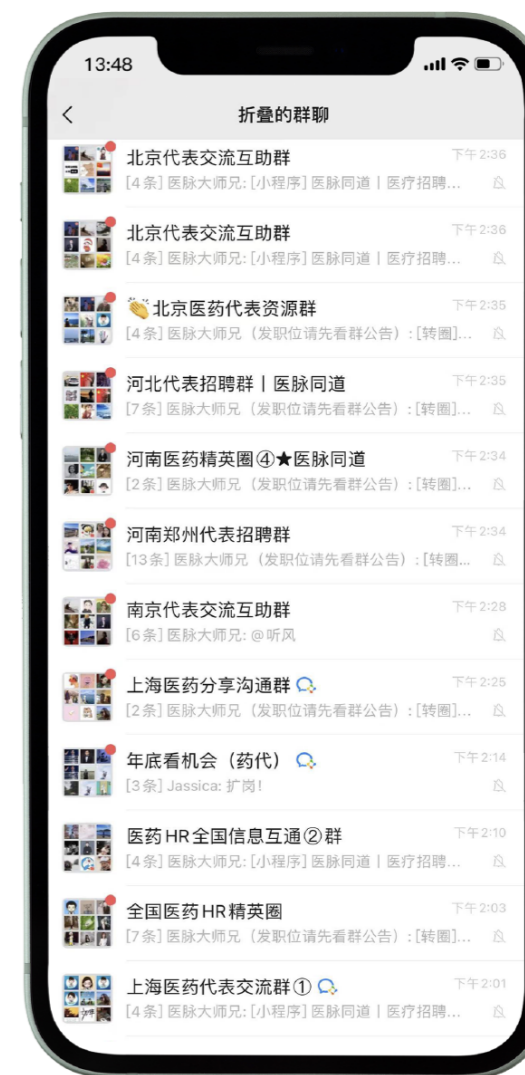 13:48
折叠的群聊
北京代表交流互助群 下午2:36
[4条] 医脉大师兄: [小程序] 医脉同道丨医疗招聘...
北京代表交流互助群 下午2:36
[4条] 医脉大师兄: [小程序] 医脉同道丨医疗招聘...
👏北京医药代表资源群 下午2:35
[4条] 医脉大师兄（发职位请先看群公告）: [转圈]...
河北代表招聘群丨医脉同道 下午2:35
[7条] 医脉大师兄（发职位请先看群公告）: [转圈]...
河南医药精英圈④★医脉同道 下午2:34
[2条] 医脉大师兄（发职位请先看群公告）: [转圈]...
河南郑州代表招聘群 下午2:34
[13条] 医脉大师兄（发职位请先看群公告）: [转圈...
南京代表交流互助群 下午2:28
[6条] 医脉大师兄: @听风
上海医药分享沟通群 下午2:25
[2条] 医脉大师兄（发职位请先看群公告）: [转圈]...
年底看机会（药代） 下午2:14
[3条] Jassica: 扩岗!
医药HR全国信息互通②群 下午2:10
[4条] 医脉大师兄: [小程序] 医脉同道丨医疗招聘...
全国医药HR精英圈 下午2:03
[7条] 医脉大师兄（发职位请先看群公告）: [转圈]...
上海医药代表交流群① 下午2:01
[4条] 医脉大师兄: [小程序] 医脉同道丨医疗招聘...